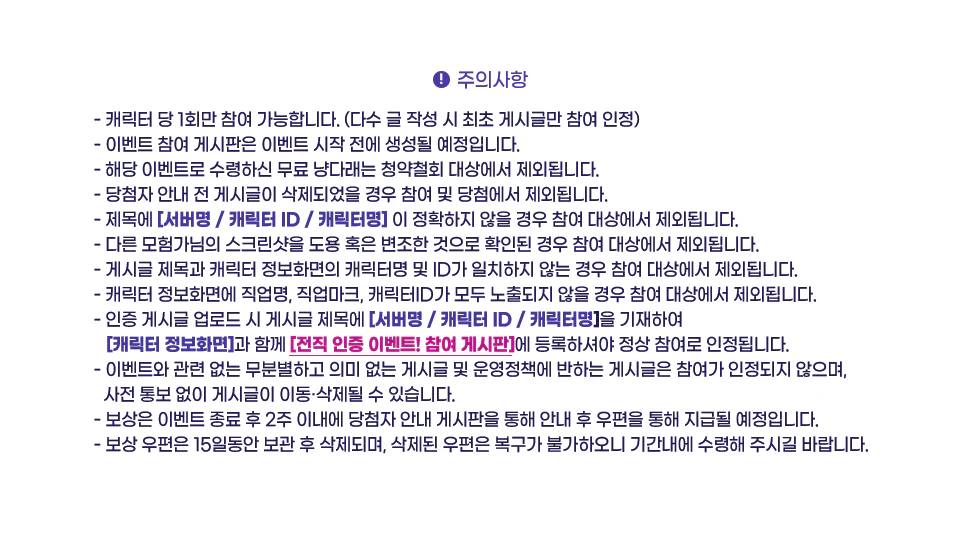 ! 주의사항
- 캐릭터 당 1회만 참여 가능합니다. (다수 글 작성 시 최초 게시글만 참여 인정)
- 이벤트 참여 게시판은 이벤트 시작 전에 생성될 예정입니다.
- 해당 이벤트로 수령하신 무료 냥다래는 청약철회 대상에서 제외됩니다.
- 당첨자 안내 전 게시글이 삭제되었을 경우 참여 및 당첨에서 제외됩니다.
- 제목에 [서버명 / 캐릭터 ID / 캐릭터명] 이 정확하지 않을 경우 참여 대상에서 제외됩니다.
- 다른 모험가님의 스크린샷을 도용 혹은 변조한 것으로 확인된 경우 참여 대상에서 제외됩니다.
- 게시글 제목과 캐릭터 정보화면의 캐릭터명 및 ID가 일치하지 않는 경우 참여 대상에서 제외됩니다.
- 캐릭터 정보화면에 직업명, 직업마크, 캐릭터ID가 모두 노출되지 않을 경우 참여 대상에서 제외됩니다.
- 인증 게시글 업로드 시 게시글 제목에 [서버명 / 캐릭터 ID / 캐릭터명]을 기재하여
[캐릭터 정보화면]과 함께 [전직 인증 이벤트! 참여 게시판]에 등록하셔야 정상 참여로 인정됩니다.
- 이벤트와 관련 없는 무분별하고 의미 없는 게시글 및 운영정책에 반하는 게시글은 참여가 인정되지 않으며,
사전 통보 없이 게시글이 이동·삭제될 수 있습니다.
- 보상은 이벤트 종료 후 2주 이내에 당첨자 안내 게시판을 통해 안내 후 우편을 통해 지급될 예정입니다.
- 보상 우편은 15일동안 보관 후 삭제되며, 삭제된 우편은 복구가 불가하오니 기간내에 수령해 주시길 바랍니다.